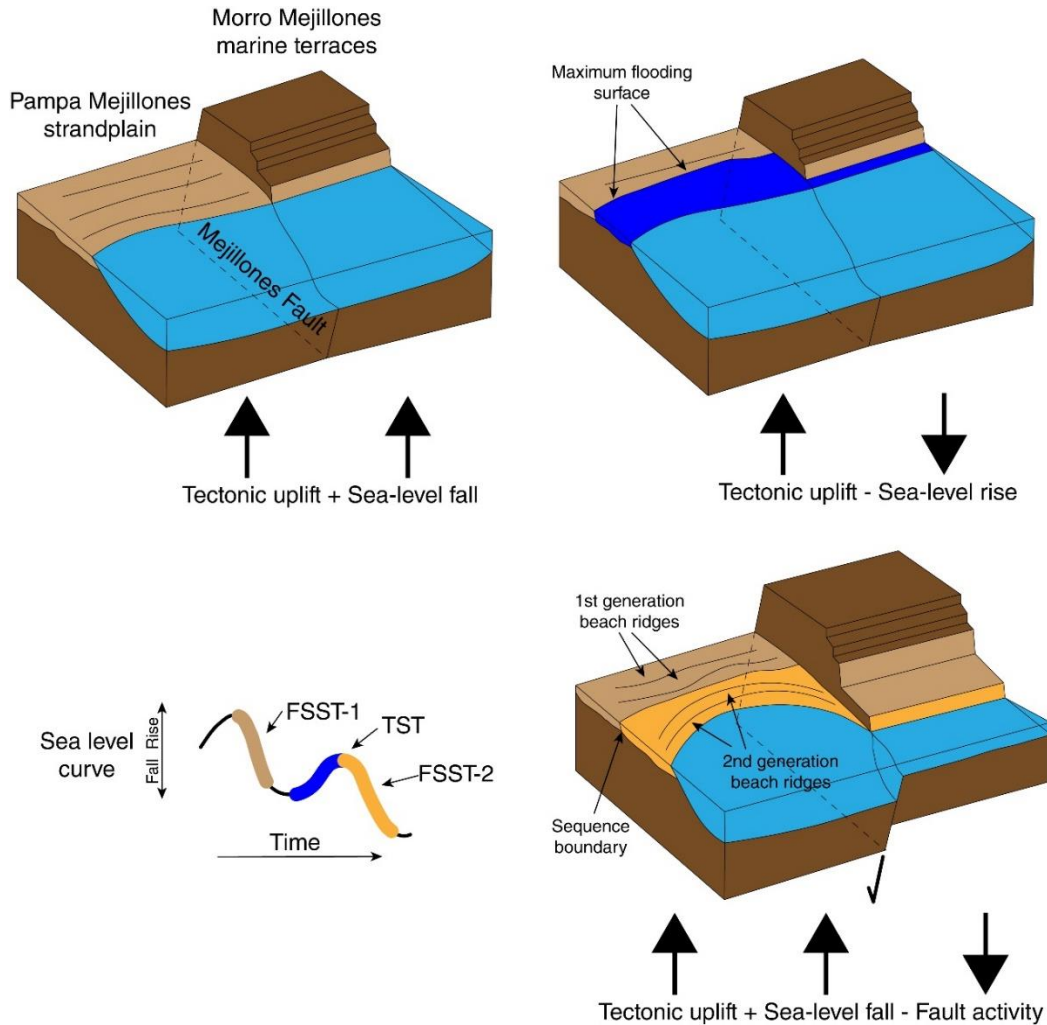 Morro Mejillones
marine terraces
Pampa Mejillones
strandplain
Mejillones Fault
Tectonic uplift + Sea-level fall
Maximum flooding
surface
Tectonic uplift - Sea-level rise
Sea level
curve
Fall Rise
FSST-1
TST
FSST-2
Time
1st generation
beach ridges
2nd generation
beach ridges
Sequence
boundary
Tectonic uplift + Sea-level fall - Fault activity